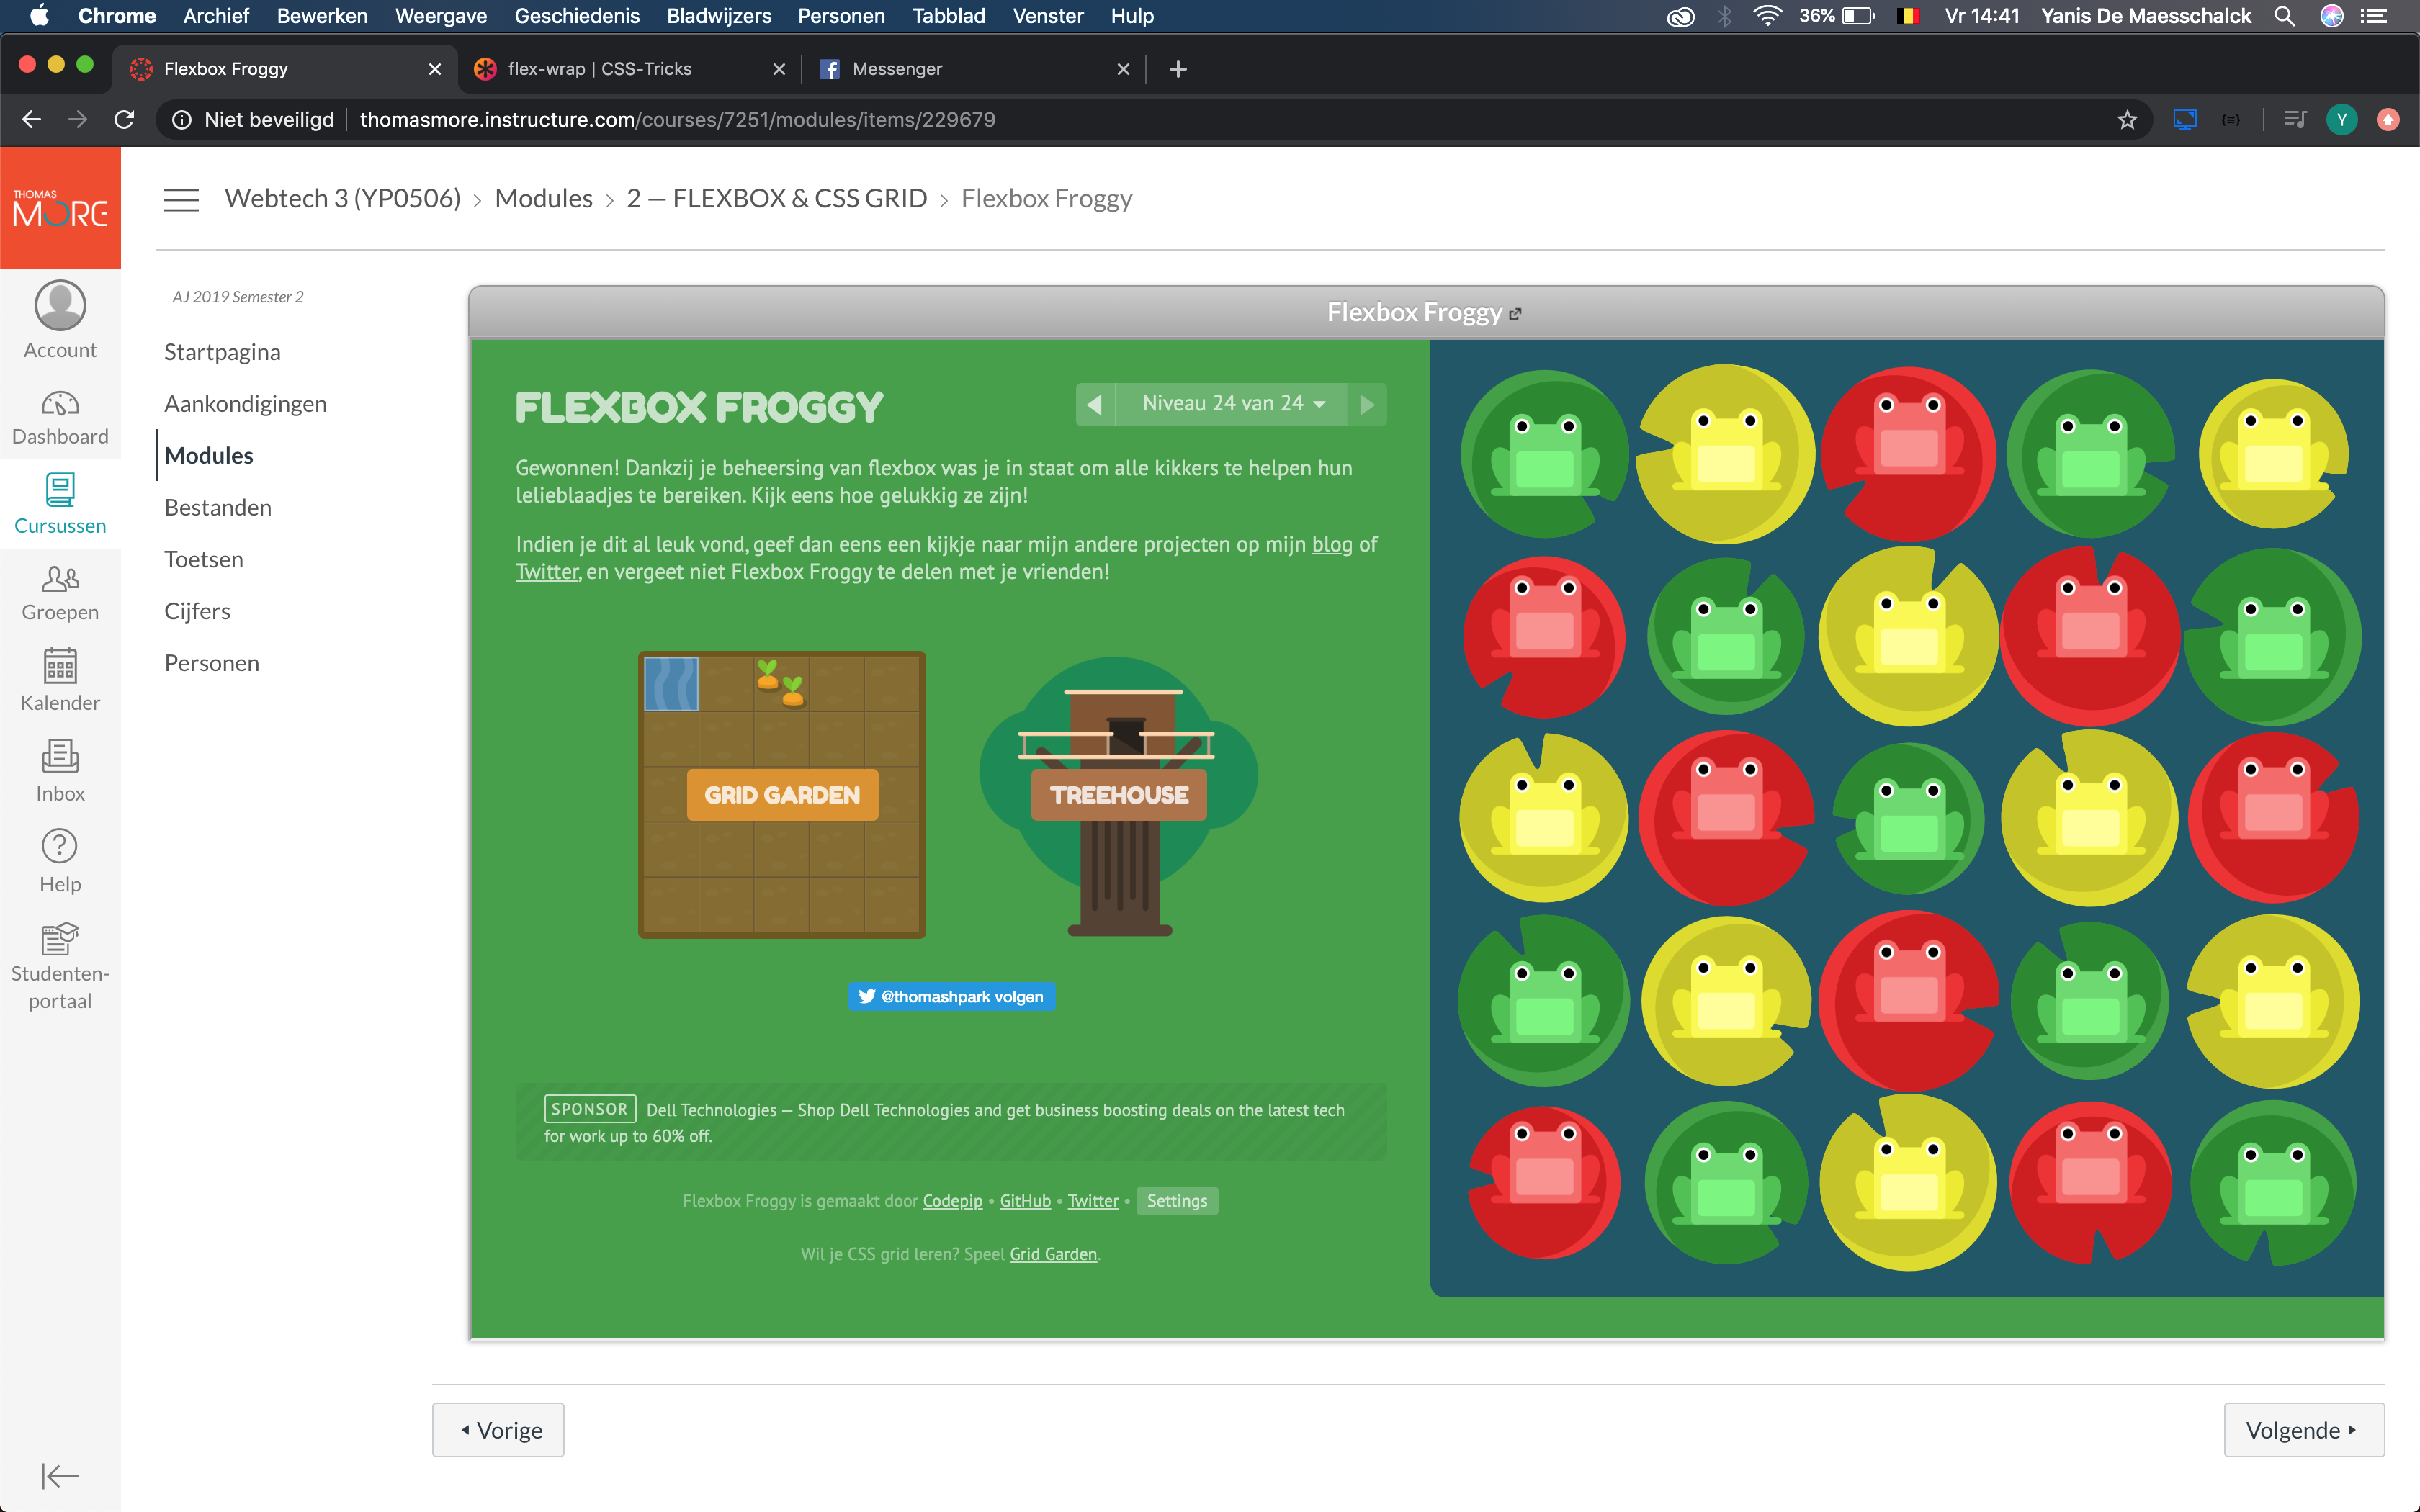 Chrome Archief Bewerken Weergave Geschiedenis Bladwijzers Personen Tabblad Venster Hulp 36% Vr 14:41 Yanis De Maesschalck
Flexbox Froggy flex-wrap | CSS-Tricks Messenger
Niet beveiligd thomasmore.instructure.com/courses/7251/modules/items/229679 Y
THOMAS
MORE
Account
Dashboard
Cursussen
Groepen
Kalender
Inbox
Help
Studenten-
portaal
Webtech 3 (YP0506) › Modules › 2 — FLEXBOX & CSS GRID › Flexbox Froggy
AJ 2019 Semester 2
Startpagina
Aankondigingen
Modules
Bestanden
Toetsen
Cijfers
Personen
Flexbox Froggy
FLEXBOX FROGGY
Niveau 24 van 24
Gewonnen! Dankzij je beheersing van flexbox was je in staat om alle kikkers te helpen hun
lelieblaadjes te bereiken. Kijk eens hoe gelukkig ze zijn!
Indien je dit al leuk vond, geef dan eens een kijkje naar mijn andere projecten op mijn blog of
Twitter, en vergeet niet Flexbox Froggy te delen met je vrienden!
GRID GARDEN
TREEHOUSE
@thomashpark volgen
SPONSOR Dell Technologies — Shop Dell Technologies and get business boosting deals on the latest tech
for work up to 60% off.
Flexbox Froggy is gemaakt door Codepip • GitHub • Twitter • Settings
Wil je CSS grid leren? Speel Grid Garden.
Vorige
Volgende